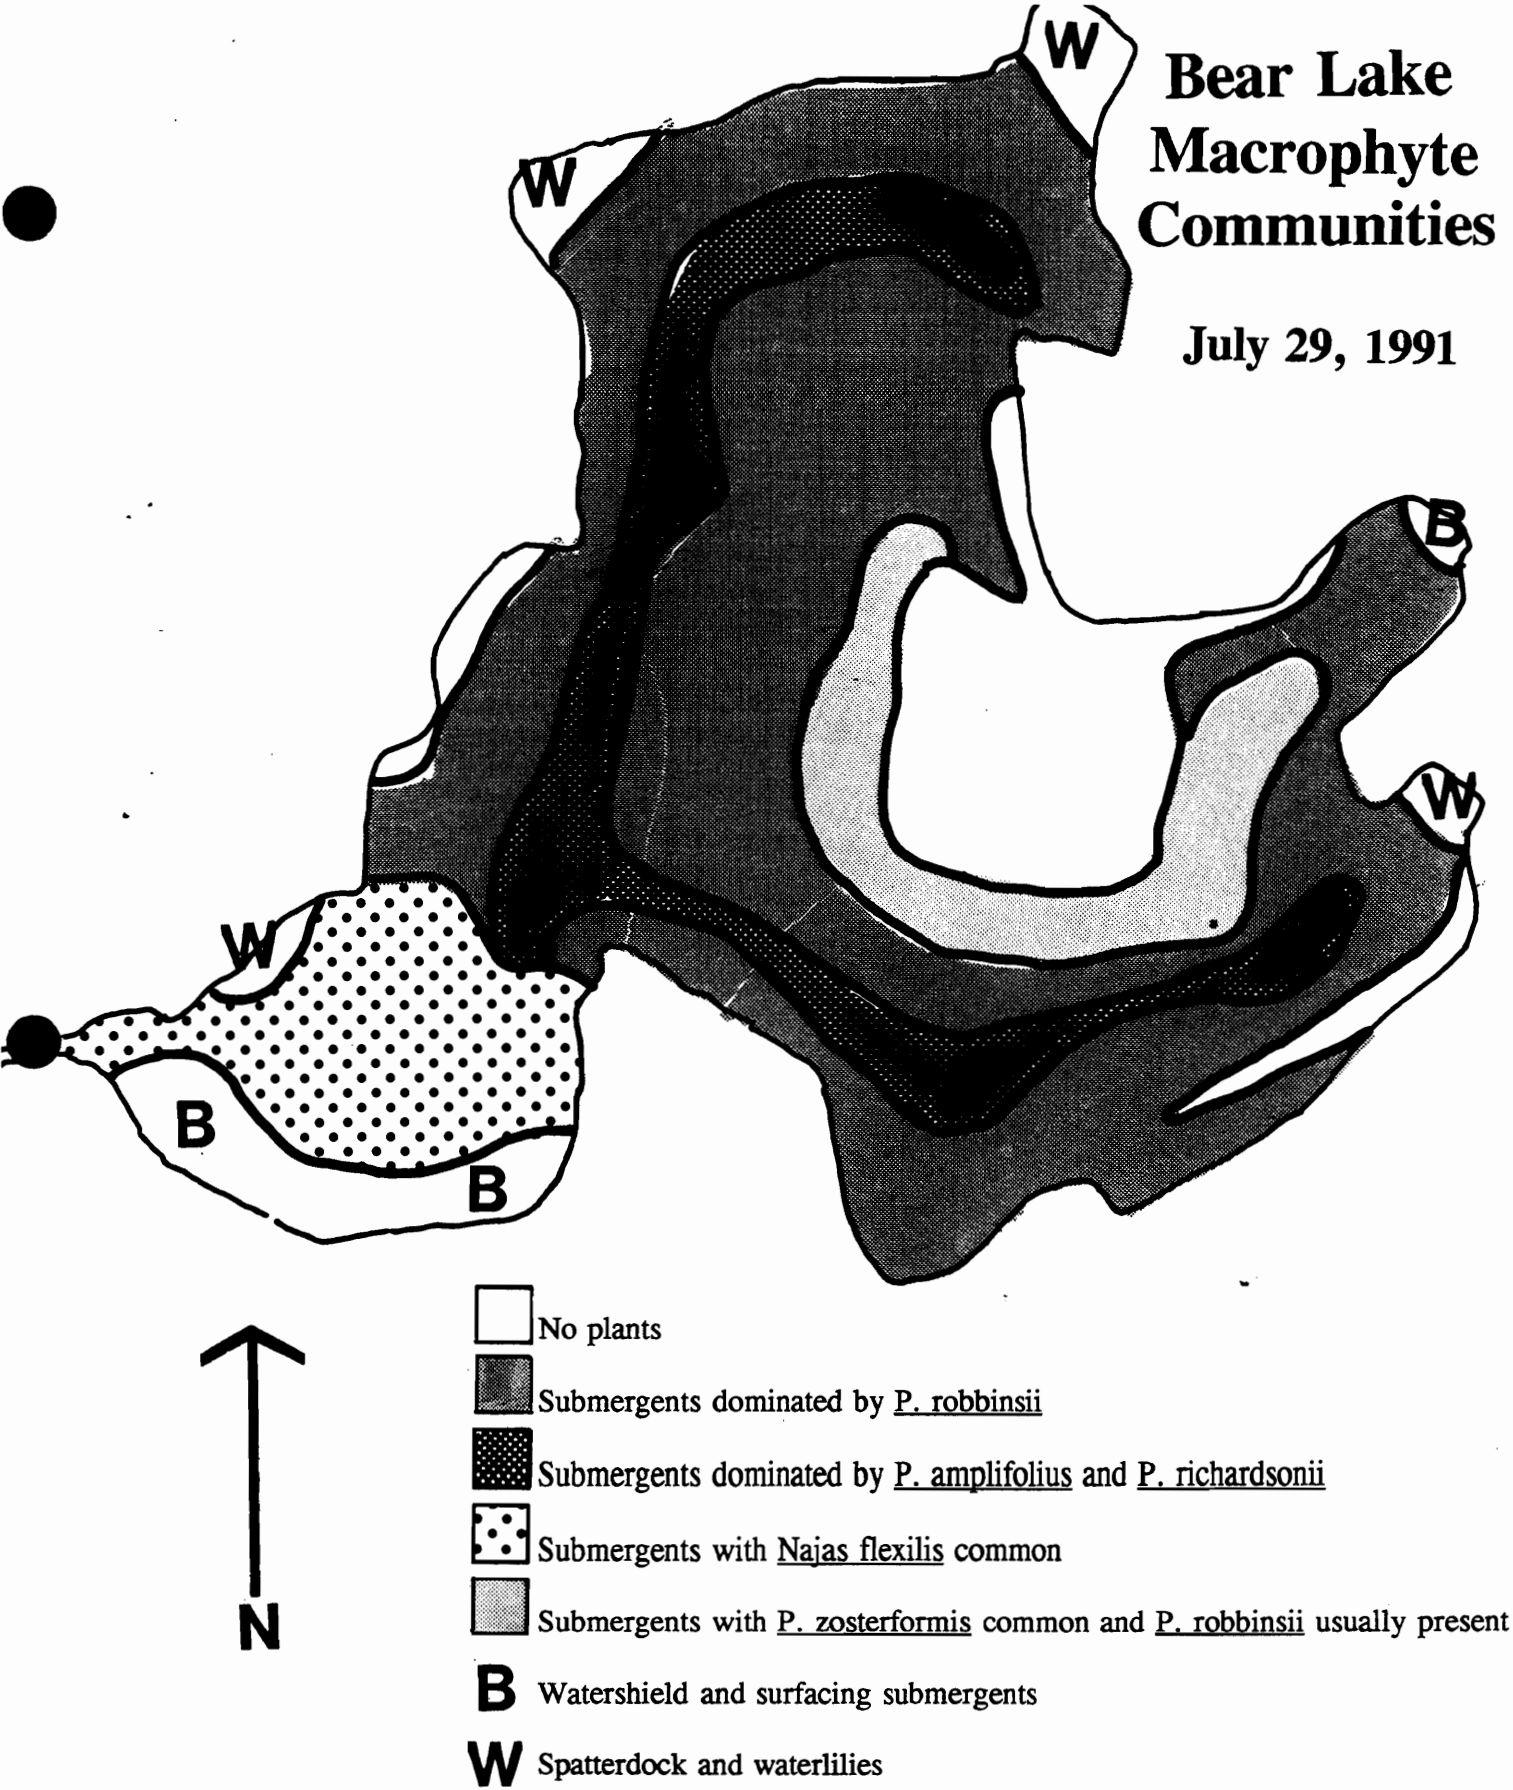 W
Bear Lake
Macrophyte
Communities
W
July 29, 1991
B
W
W
B
B
No plants
Submergents dominated by P. robbinsii
Submergents dominated by P. amplifolius and P. richardsonii
Submergents with Najas flexilis common
Submergents with P. zosterformis common and P. robbinsii usually present
N
B Watershield and surfacing submergents
W Spatterdock and waterlilies